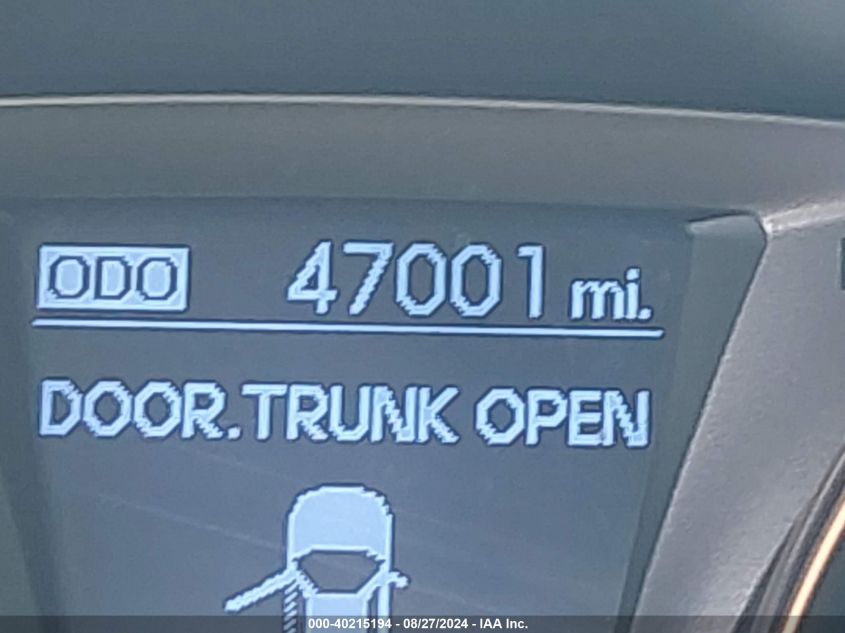 ODO 47001 mi.
DOOR.TRUNK OPEN
000-40215194 - 08/27/2024 - IAA Inc.